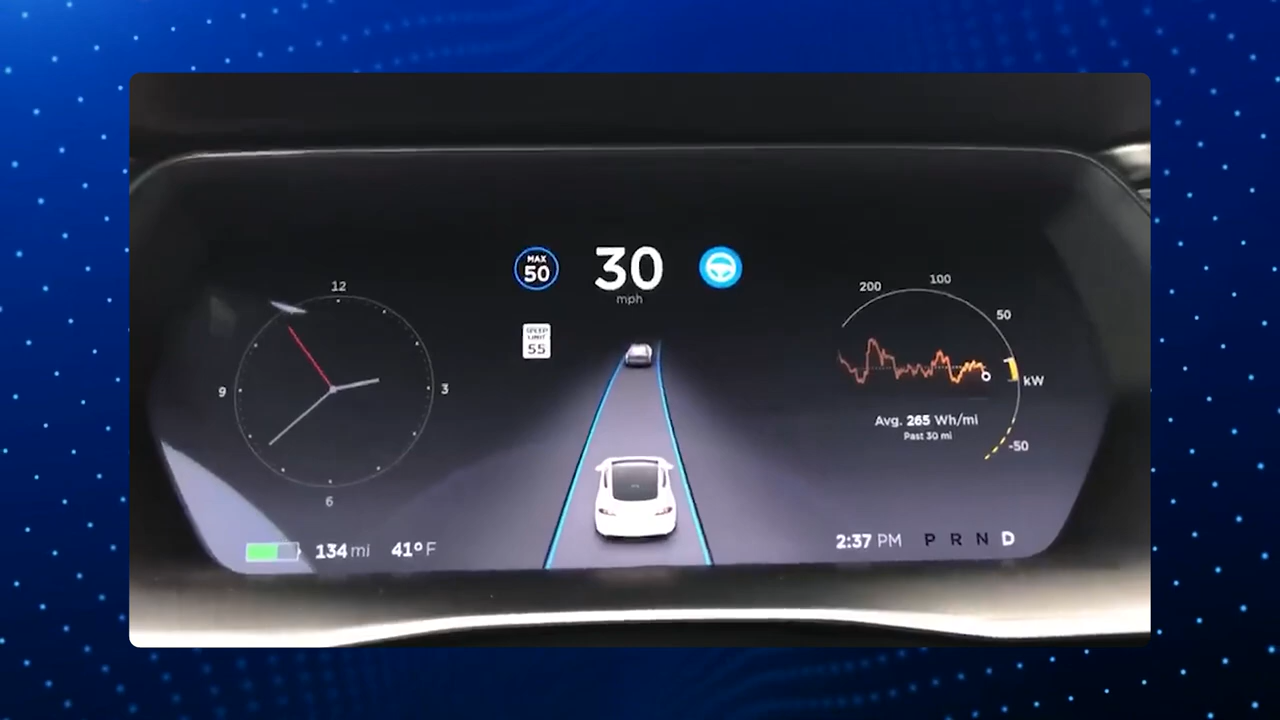 MAX
50
30
mph
SPEED
LIMIT
55
12
9
3
6
134 mi
41° F
200
100
50
kW
-50
Avg. 265 Wh/mi
Past 30 mi
2:37 PM
P R N D